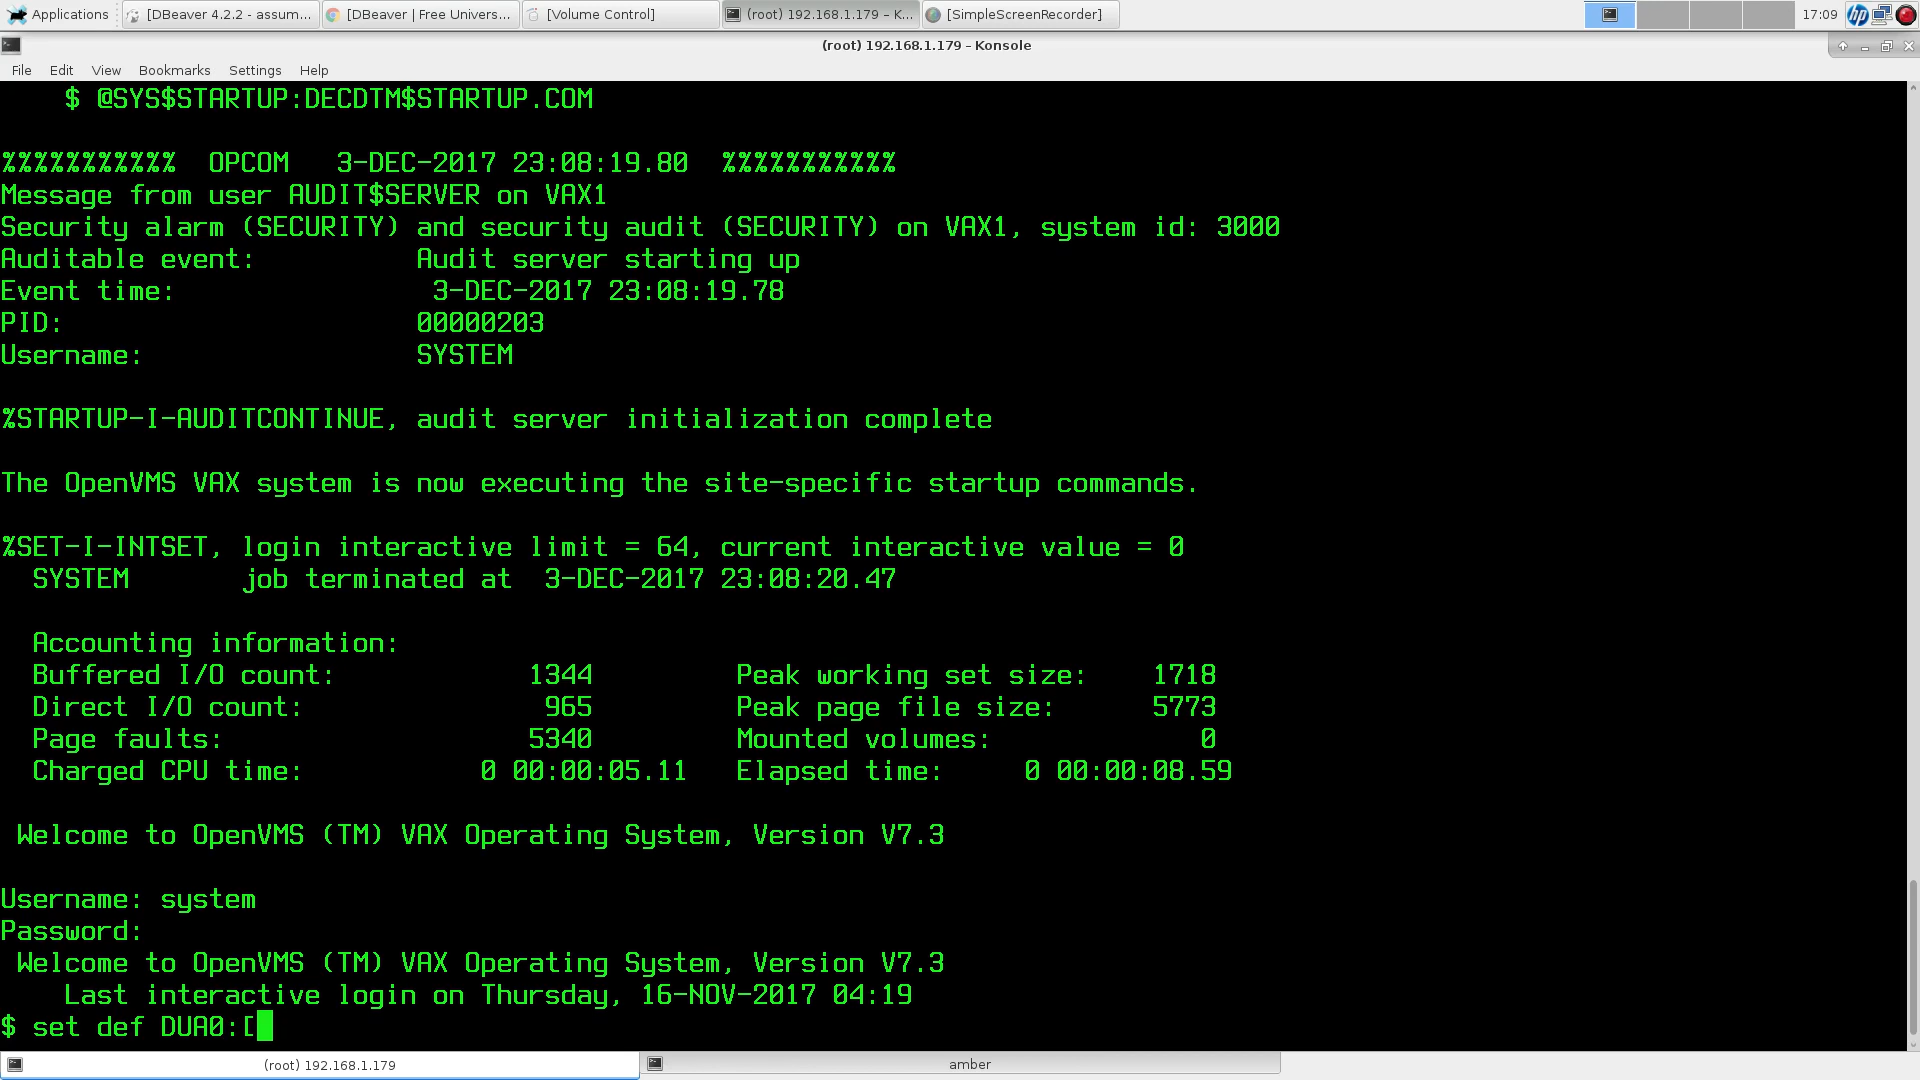 Applications
[DBeaver 4.2.2 - assum...
[DBeaver | Free Univers...
[Volume Control]
(root) 192.168.1.179 – K...
[SimpleScreenRecorder]
17:09
hp
(root) 192.168.1.179 – Konsole
File Edit View Bookmarks Settings Help
$ @SYS$STARTUP:DECDTM$STARTUP.COM
%%%%%%%%%%% OPCOM 3-DEC-2017 23:08:19.80 %%%%%%%%%%%
Message from user AUDIT$SERVER on VAX1
Security alarm (SECURITY) and security audit (SECURITY) on VAX1, system id: 3000
Auditable event: Audit server starting up
Event time: 3-DEC-2017 23:08:19.78
PID: 00000203
Username: SYSTEM
%STARTUP-I-AUDITCONTINUE, audit server initialization complete
The OpenVMS VAX system is now executing the site-specific startup commands.
%SET-I-INTSET, login interactive limit = 64, current interactive value = 0
SYSTEM job terminated at 3-DEC-2017 23:08:20.47
Accounting information:
Buffered I/O count: 1344 Peak working set size: 1718
Direct I/O count: 965 Peak page file size: 5773
Page faults: 5340 Mounted volumes: 0
Charged CPU time: 0 00:00:05.11 Elapsed time: 0 00:00:08.59
Welcome to OpenVMS (TM) VAX Operating System, Version V7.3
Username: system
Password:
Welcome to OpenVMS (TM) VAX Operating System, Version V7.3
Last interactive login on Thursday, 16-NOV-2017 04:19
$ set def DUA0:[
(root) 192.168.1.179
amber